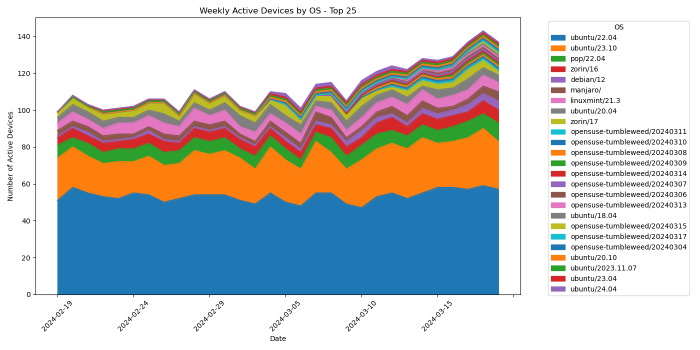 Weekly Active Devices by OS - Top 25
Number of Active Devices
140
120
100
80
60
40
20
0
2024-02-19
2024-02-24
2024-02-29
2024-03-05
2024-03-10
2024-03-15
Date
OS
ubuntu/22.04
ubuntu/23.10
pop/22.04
zorin/16
debian/12
manjaro/
linuxmint/21.3
ubuntu/20.04
zorin/17
opensuse-tumbleweed/20240311
opensuse-tumbleweed/20240310
opensuse-tumbleweed/20240308
opensuse-tumbleweed/20240309
opensuse-tumbleweed/20240314
opensuse-tumbleweed/20240307
opensuse-tumbleweed/20240306
opensuse-tumbleweed/20240313
ubuntu/18.04
opensuse-tumbleweed/20240315
opensuse-tumbleweed/20240317
opensuse-tumbleweed/20240304
ubuntu/20.10
ubuntu/2023.11.07
ubuntu/23.04
ubuntu/24.04